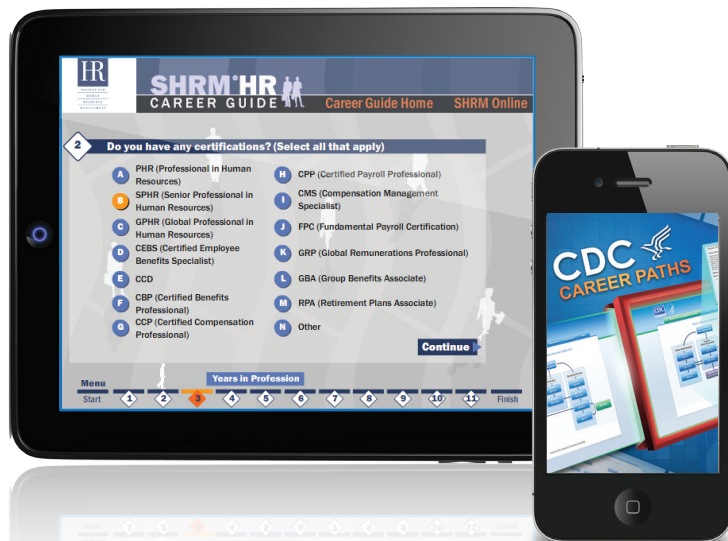 HR
SOCIETY FOR
HUMAN
RESOURCE
MANAGEMENT
SHRM®HR
CAREER GUIDE
Career Guide Home
SHRM Online
2
Do you have any certifications? (Select all that apply)
A
PHR (Professional in Human
Resources)
B
SPHR (Senior Professional in
Human Resources)
C
GPHR (Global Professional in
Human Resources)
D
CEBS (Certified Employee
Benefits Specialist)
E
CCD
F
CBP (Certified Benefits
Professional)
G
CCP (Certified Compensation
Professional)
H
CPP (Certified Payroll Professional)
I
CMS (Compensation Management
Specialist)
J
FPC (Fundamental Payroll Certification)
K
GRP (Global Remunerations Professional)
L
GBA (Group Benefits Associate)
M
RPA (Retirement Plans Associate)
N
Other
Continue
Years in Profession
Menu
Start
1
2
3
4
5
6
7
8
9
10
11
Finish
CDC
CAREER PATHS